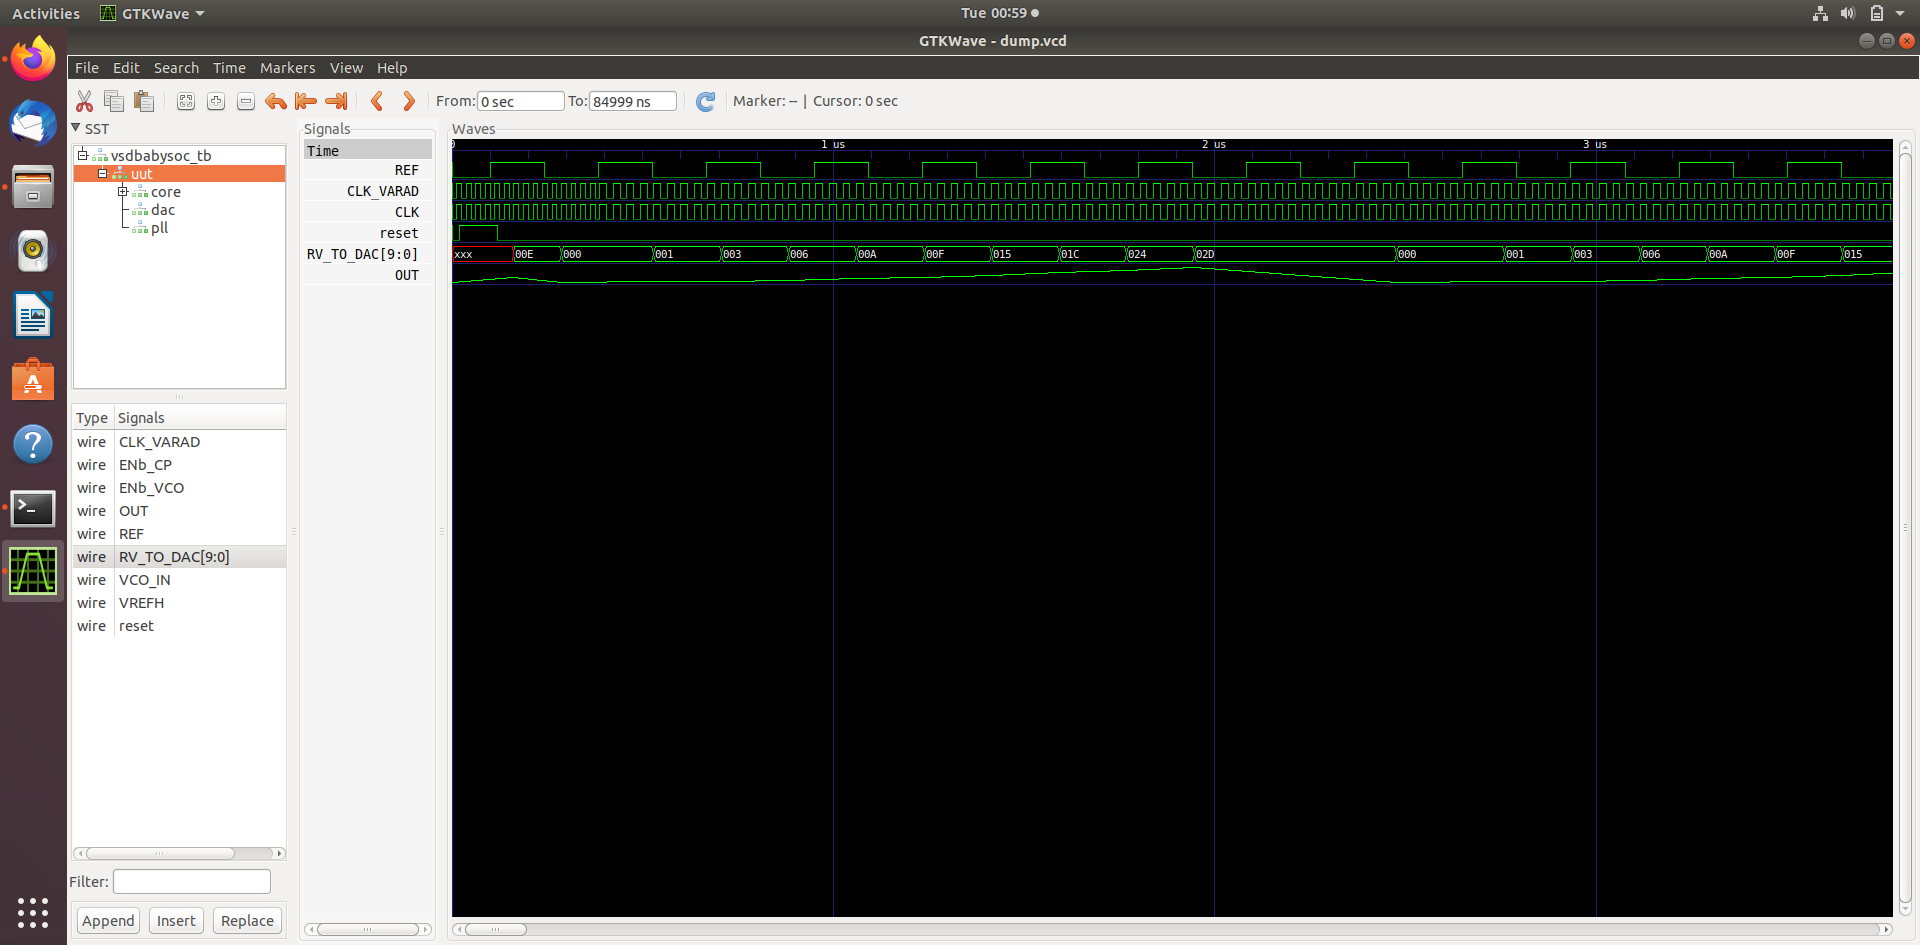 Activities GTKWave Tue 00:59
GTKWave - dump.vcd
File Edit Search Time Markers View Help
From: 0 sec To: 84999 ns Marker: -- | Cursor: 0 sec
SST
vsdbabysoc_tb
uut
core
dac
pll
Type Signals
wire CLK_VARAD
wire ENb_CP
wire ENb_VCO
wire OUT
wire REF
wire RV_TO_DAC[9:0]
wire VCO_IN
wire VREFH
wire reset
Filter:
Append Insert Replace
Signals
Time
REF
CLK_VARAD
CLK
reset
RV_TO_DAC[9:0]
OUT
Waves
0 1 us 2 us 3 us
xxx 00E 000 001 003 006 00A 00F 015 01C 024 02D 000 001 003 006 00A 00F 015